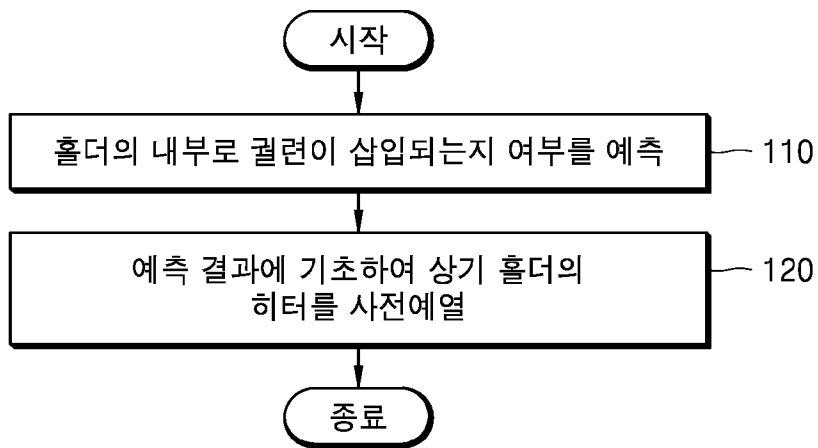 시작
홀더의 내부로 궐련이 삽입되는지 여부를 예측
110
예측 결과에 기초하여 상기 홀더의
히터를 사전예열
120
종료